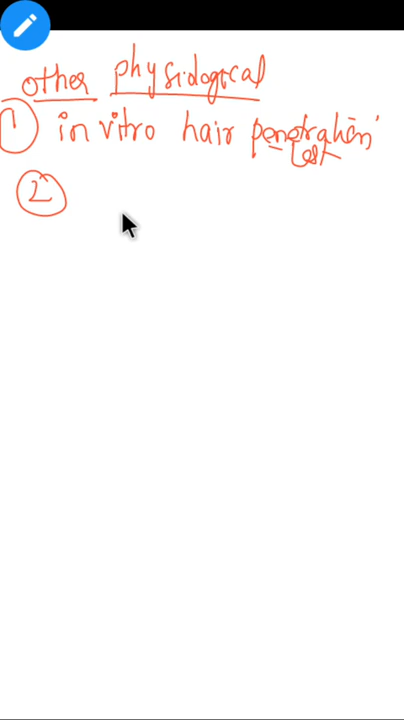 other physiological
① in vitro hair penetration
test
②